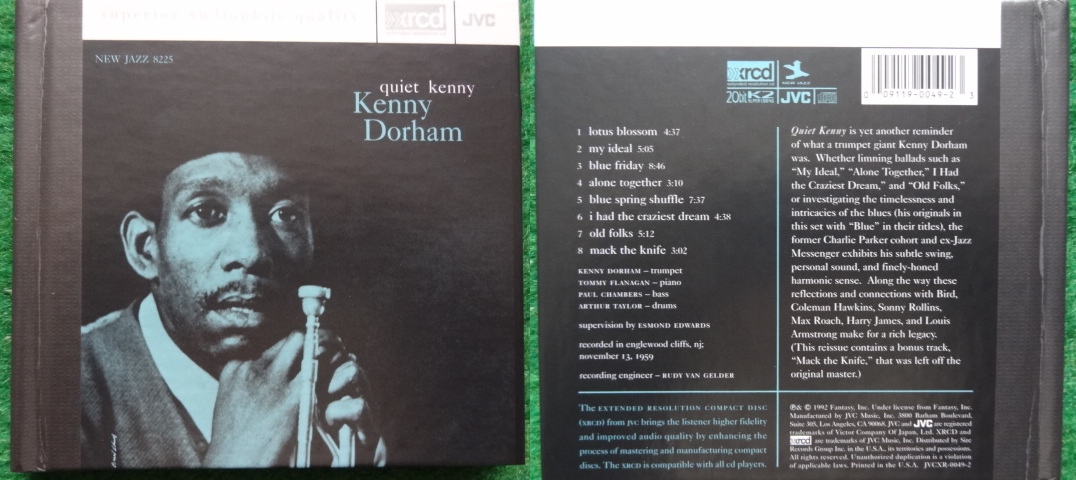 superior audiophile quality
xrcd
JVC
NEW JAZZ 8225
quiet kenny
Kenny
Dorham
xrcd
NEW JAZZ
20bit K2
JVC
0 09119-0049-2 3
1 lotus blossom 4:37
2 my ideal 5:05
3 blue friday 8:46
4 alone together 3:10
5 blue spring shuffle 7:37
6 i had the craziest dream 4:38
7 old folks 5:12
8 mack the knife 3:02
KENNY DORHAM – trumpet
TOMMY FLANAGAN – piano
PAUL CHAMBERS – bass
ARTHUR TAYLOR – drums
supervision by ESMOND EDWARDS
recorded in englewood cliffs, nj;
november 13, 1959
recording engineer – RUDY VAN GELDER
Quiet Kenny is yet another reminder
of what a trumpet giant Kenny Dorham
was. Whether limning ballads such as
“My Ideal,” “Alone Together,” I Had
the Craziest Dream,” and “Old Folks,”
or investigating the timelessness and
intricacies of the blues (his originals in
this set with “Blue” in their titles), the
former Charlie Parker cohort and ex-Jazz
Messenger exhibits his subtle swing,
personal sound, and finely-honed
harmonic sense. Along the way these
reflections and connections with Bird,
Coleman Hawkins, Sonny Rollins,
Max Roach, Harry James, and Louis
Armstrong make for a rich legacy.
(This reissue contains a bonus track,
“Mack the Knife,” that was left off the
original master.)
The EXTENDED RESOLUTION COMPACT DISC
(XRCD) from JVC brings the listener higher fidelity
and improved audio quality by enhancing the
process of mastering and manufacturing compact
discs. The XRCD is compatible with all cd players.
℗& © 1992 Fantasy, Inc. Under license from Fantasy, Inc.
Manufactured by JVC Music, Inc. 3800 Barham Boulevard,
Suite 305, Los Angeles, CA 90068. JVC and JVC are registered
trademarks of Victor Company Of Japan, Ltd. XRCD and
xrcd are trademarks of JVC Music, Inc. Distributed by Sire
Records Group Inc. in the U.S.A., its territories and possessions.
All rights reserved. Unauthorized duplication is a violation
of applicable laws. Printed in the U.S.A. JVCXR-0049-2